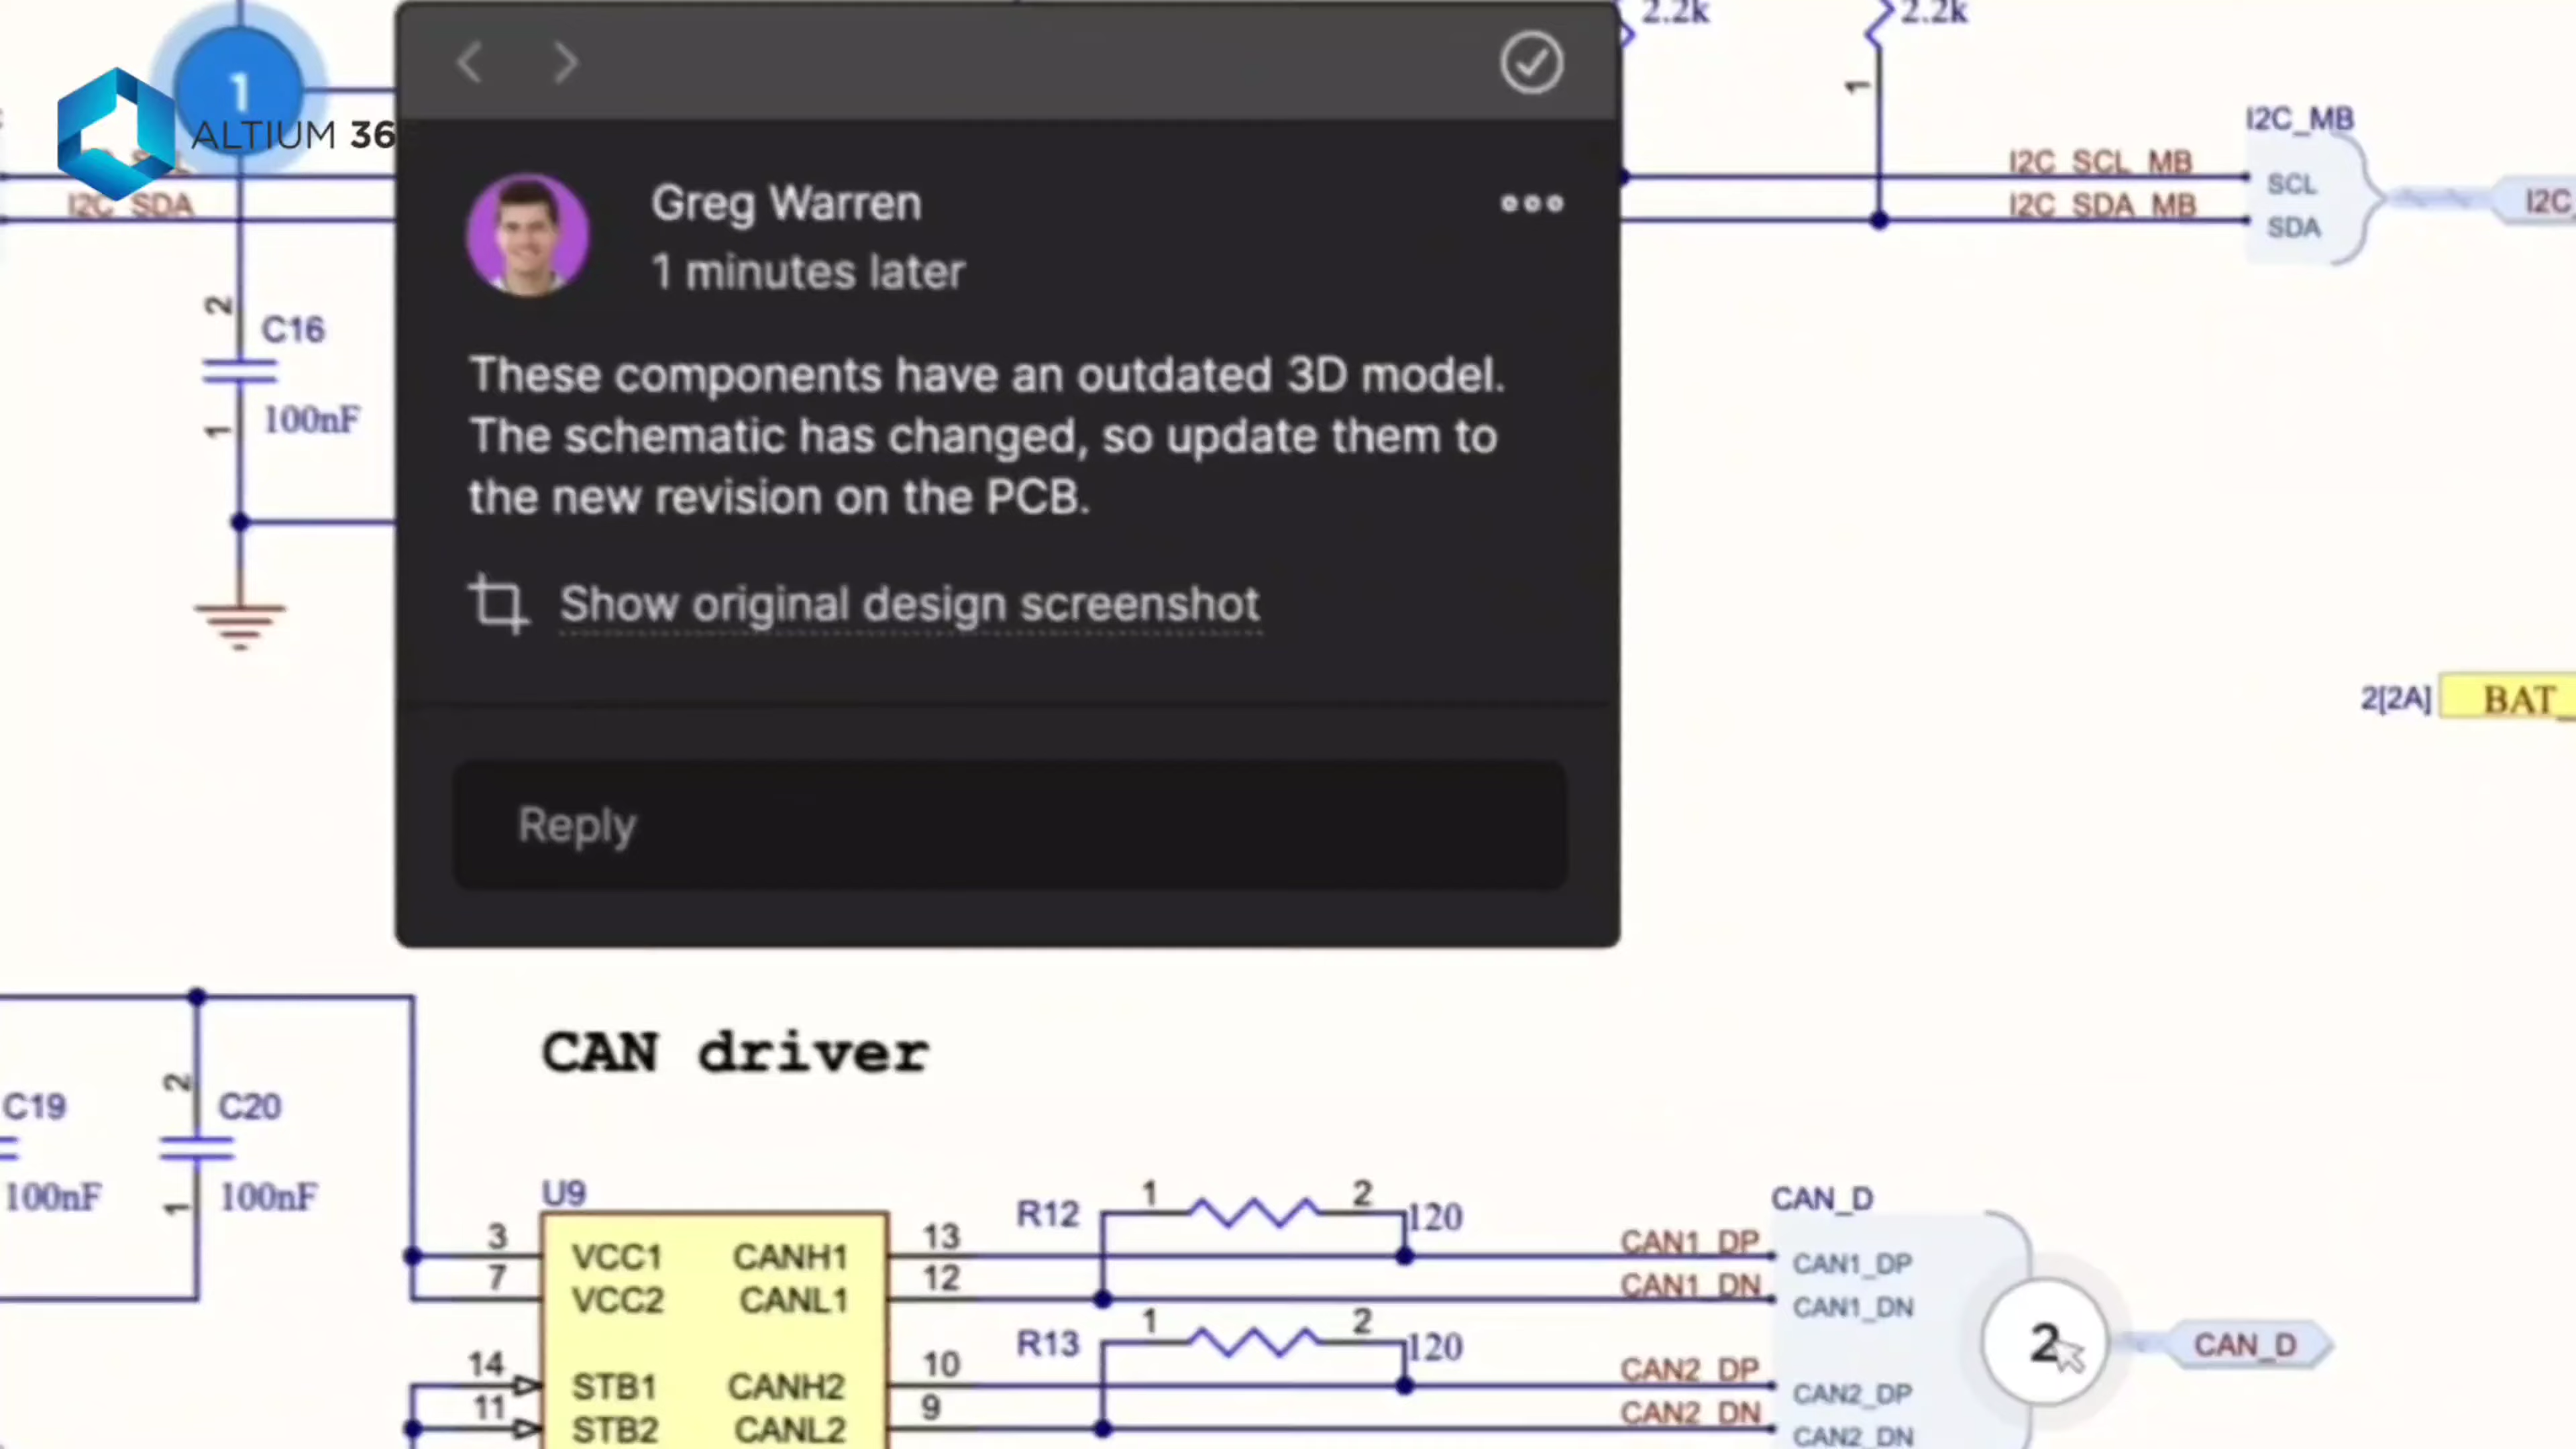 2.2k
2.2k
1
1
ALTIUM 36
I2C_MB
I2C_SCL_MB
SCL
I2C_SDA
I2C_SDA_MB
SDA
I2C
Greg Warren
1 minutes later
2
C16
1
100nF
These components have an outdated 3D model.
The schematic has changed, so update them to
the new revision on the PCB.
Show original design screenshot
2[2A]
BAT_
Reply
CAN driver
2
C19
C20
100nF
1
100nF
U9
R12
1
2
120
CAN_D
3
VCC1
CANH1
13
CAN1_DP
CAN1_DP
7
VCC2
CANL1
12
CAN1_DN
CAN1_DN
R13
1
2
120
2
CAN_D
14
STB1
CANH2
10
CAN2_DP
CAN2_DP
11
STB2
CANL2
9
CAN2_DN
CAN2_DN